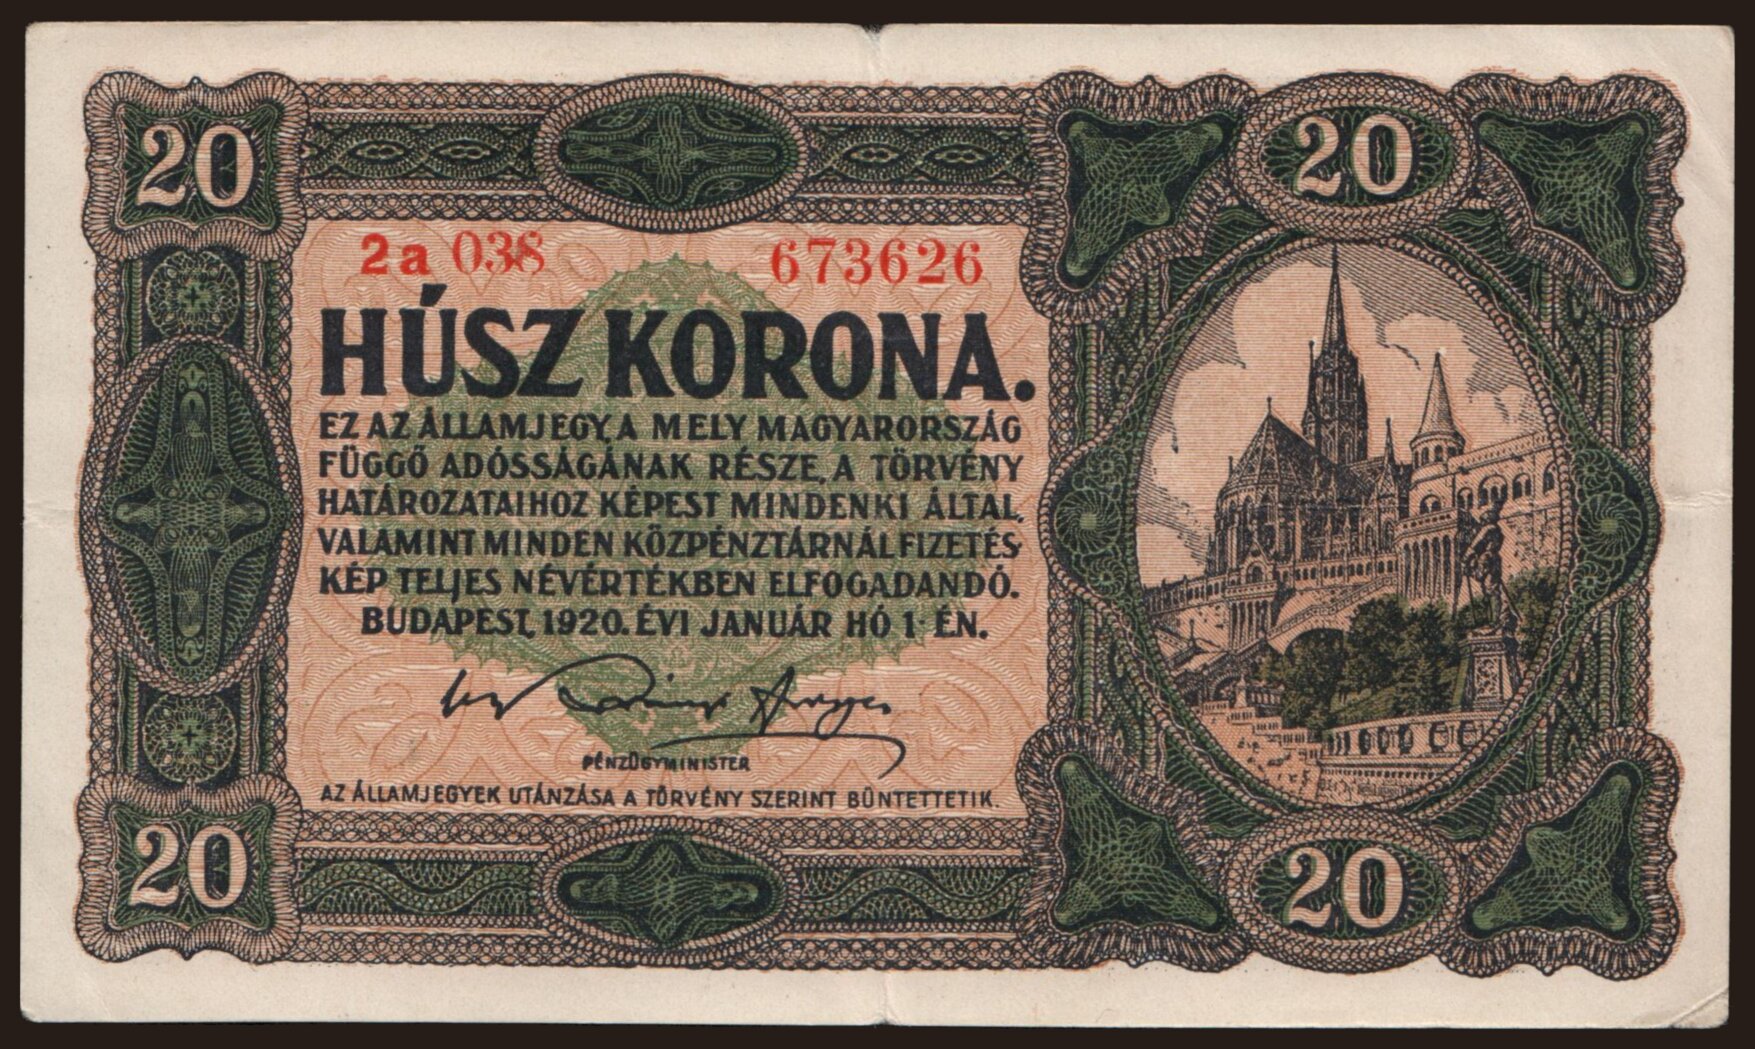 20
20
2a 038 673626
HÚSZ KORONA.
EZ AZ ÁLLAMJEGY, A MELY MAGYARORSZÁG
FÜGGŐ ADÓSSÁGÁNAK RÉSZE, A TÖRVÉNY
HATÁROZATAIHOZ KÉPEST MINDENKI ÁLTAL,
VALAMINT MINDEN KÖZPÉNZTÁRNÁL FIZETÉS-
KÉP TELJES NÉVÉRTÉKBEN ELFOGADANDÓ.
BUDAPEST, 1920. ÉVI JANUÁR HÓ 1-ÉN.
PÉNZÜGYMINISTER
AZ ÁLLAMJEGYEK UTÁNZÁSA A TÖRVÉNY SZERINT BÜNTETTETIK.
20
20